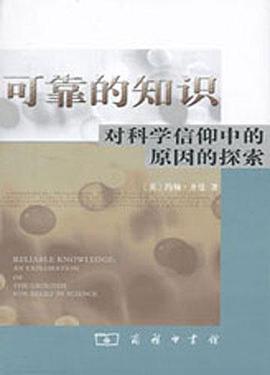 可靠的知识
对科学信仰中的
原因的探索
〔英〕约翰·齐曼 著
RELIABLE KNOWLEDGE:
AN EXPLORATION
OF
THE GROUNDS
FOR BELIEF IN SCIENCE
商务印书馆